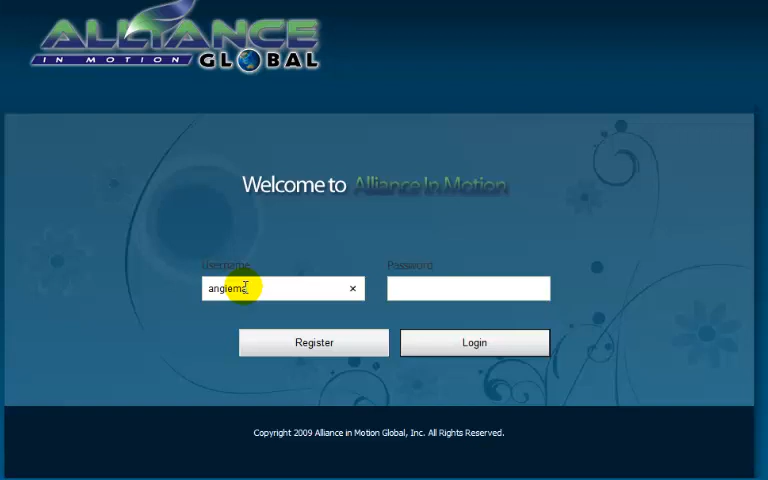 ALLIANCE
IN MOTION GLOBAL
Welcome to Alliance In Motion
Username Password
angiema
Register Login
Copyright 2009 Alliance in Motion Global, Inc. All Rights Reserved.